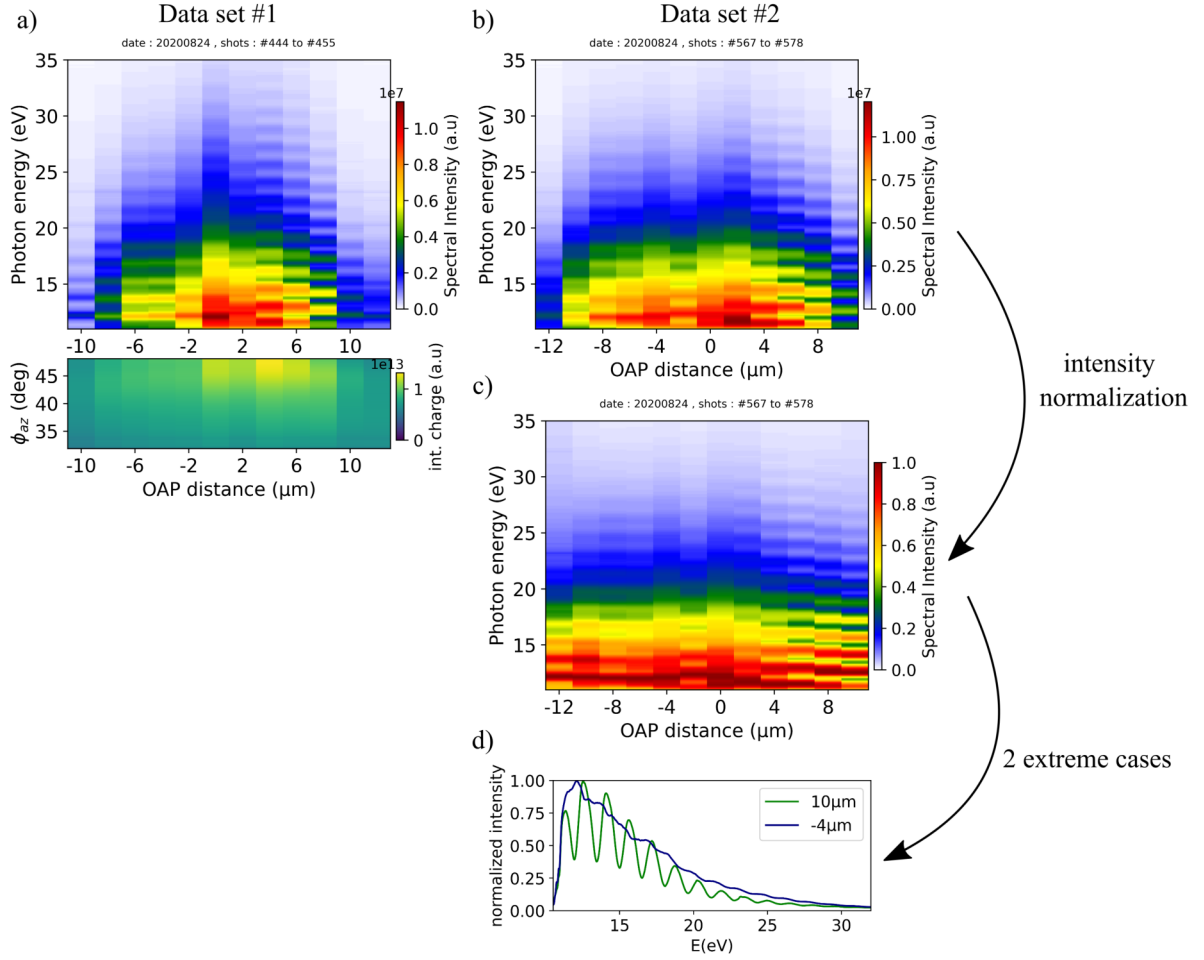 Data set #1
a)
date : 20200824 , shots : #444 to #455
35
30
25
20
15
Photon energy (eV)
-10 -6 -2 2 6 10
1e7
1.0
0.8
0.6
0.4
0.2
0.0
Spectral Intensity (a.u)
45
40
35
ϕaz (deg)
-10 -6 -2 2 6 10
OAP distance (µm)
1e13
1
0
int. charge (a.u)
Data set #2
b)
date : 20200824 , shots : #567 to #578
35
30
25
20
15
Photon energy (eV)
-12 -8 -4 0 4 8
OAP distance (µm)
1e7
1.00
0.75
0.50
0.25
0.00
Spectral Intensity (a.u)
intensity
normalization
c)
date : 20200824 , shots : #567 to #578
35
30
25
20
15
Photon energy (eV)
-12 -8 -4 0 4 8
OAP distance (µm)
1.0
0.8
0.6
0.4
0.2
0.0
Spectral Intensity (a.u)
2 extreme cases
d)
1.00
0.75
0.50
0.25
0.00
normalized intensity
10µm
-4µm
15 20 25 30
E(eV)